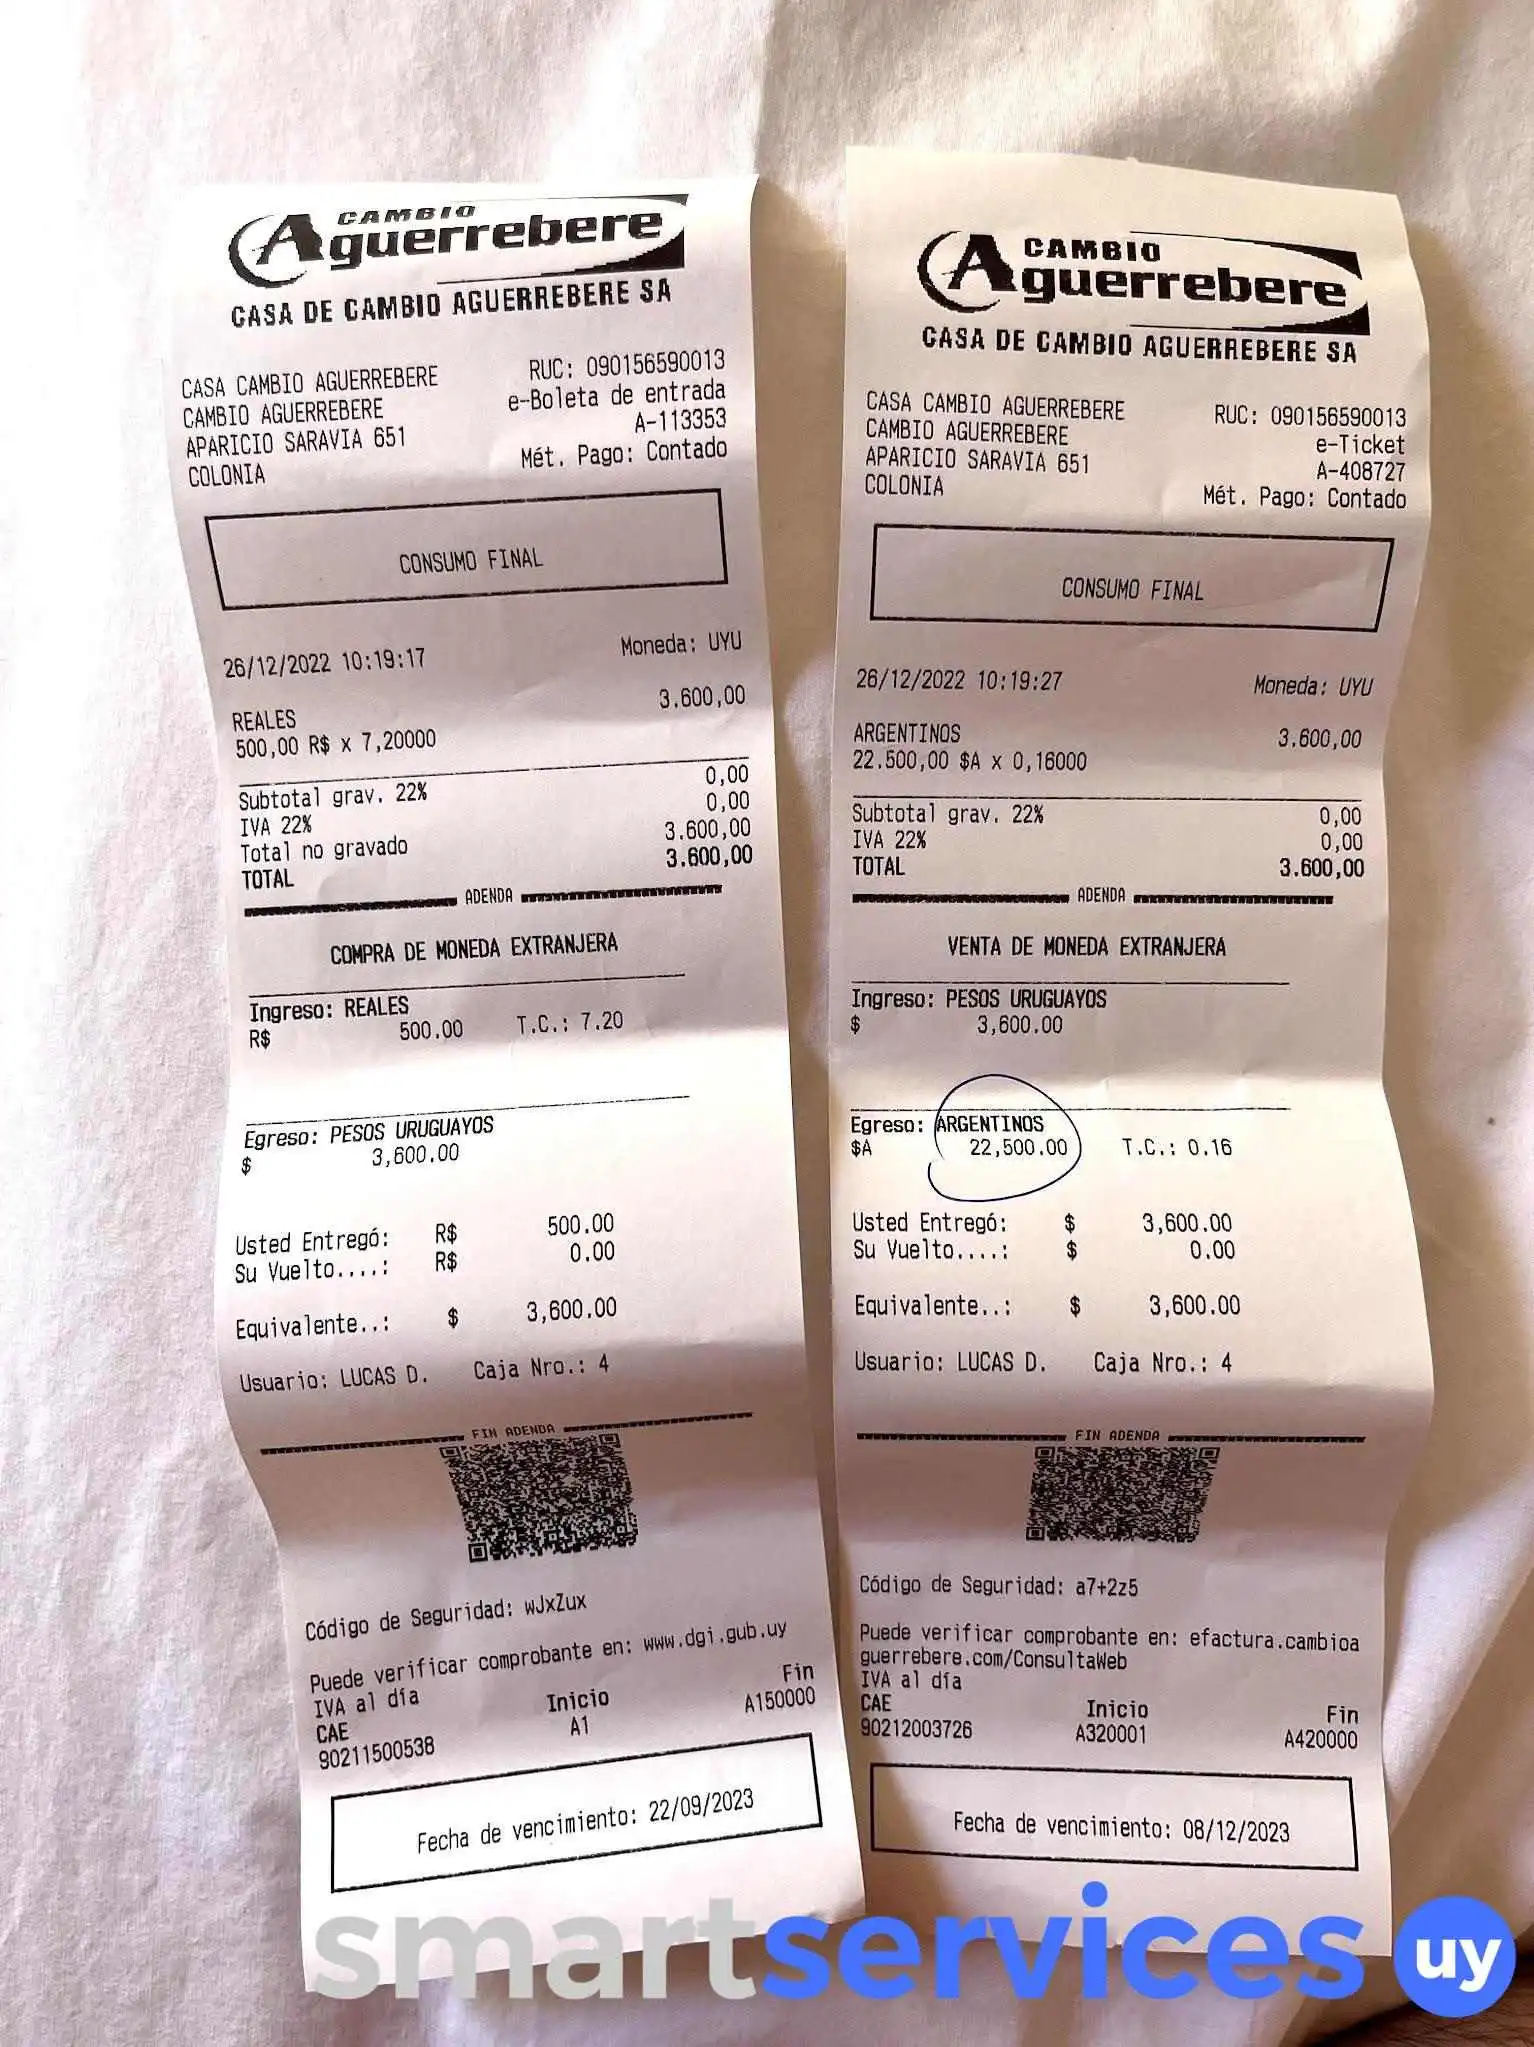 CAMBIO
Aguerrebere
CASA DE CAMBIO AGUERREBERE SA
CASA CAMBIO AGUERREBERE
CAMBIO AGUERREBERE
APARICIO SARAVIA 651
COLONIA
RUC: 090156590013
e-Boleta de entrada
A-113353
Mét. Pago: Contado
CONSUMO FINAL
26/12/2022 10:19:17 Moneda: UYU
REALES 3.600,00
500,00 R$ x 7,20000
Subtotal grav. 22% 0,00
IVA 22% 0,00
Total no gravado 3.600,00
TOTAL 3.600,00
ADENDA
COMPRA DE MONEDA EXTRANJERA
Ingreso: REALES
R$ 500.00 T.C.: 7.20
Egreso: PESOS URUGUAYOS
$ 3,600.00
Usted Entregó: R$ 500.00
Su Vuelto....: R$ 0.00
Equivalente..: $ 3,600.00
Usuario: LUCAS D. Caja Nro.: 4
FIN ADENDA
Código de Seguridad: wJxZux
Puede verificar comprobante en: www.dgi.gub.uy
IVA al día
CAE Inicio Fin
90211500538 A1 A150000
Fecha de vencimiento: 22/09/2023
CAMBIO
Aguerrebere
CASA DE CAMBIO AGUERREBERE SA
CASA CAMBIO AGUERREBERE
CAMBIO AGUERREBERE
APARICIO SARAVIA 651
COLONIA
RUC: 090156590013
e-Ticket
A-408727
Mét. Pago: Contado
CONSUMO FINAL
26/12/2022 10:19:27 Moneda: UYU
ARGENTINOS 3.600,00
22.500,00 $A x 0,16000
Subtotal grav. 22% 0,00
IVA 22% 0,00
TOTAL 3.600,00
ADENDA
VENTA DE MONEDA EXTRANJERA
Ingreso: PESOS URUGUAYOS
$ 3,600.00
Egreso: ARGENTINOS
$A 22,500.00 T.C.: 0.16
Usted Entregó: $ 3,600.00
Su Vuelto....: $ 0.00
Equivalente..: $ 3,600.00
Usuario: LUCAS D. Caja Nro.: 4
FIN ADENDA
Código de Seguridad: a7+2z5
Puede verificar comprobante en: efactura.cambioa
guerrebere.com/ConsultaWeb
IVA al día
CAE Inicio Fin
90212003726 A320001 A420000
Fecha de vencimiento: 08/12/2023
smartservices uy